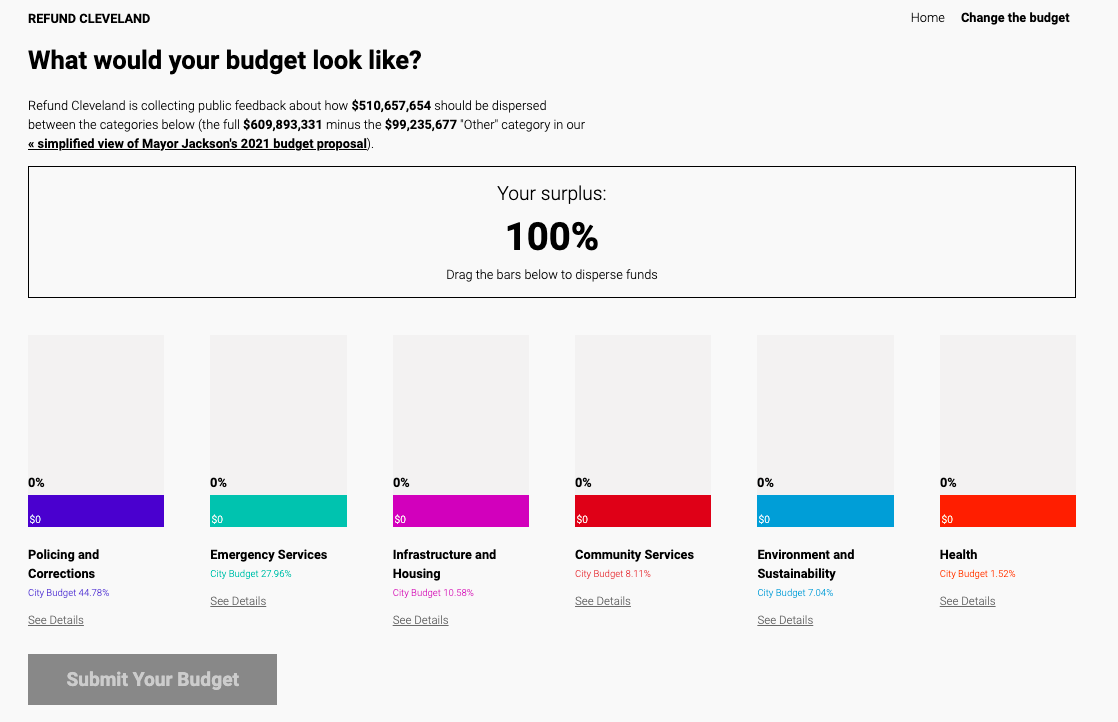 REFUND CLEVELAND
Home Change the budget
What would your budget look like?
Refund Cleveland is collecting public feedback about how $510,657,654 should be dispersed
between the categories below (the full $609,893,331 minus the $99,235,677 "Other" category in our
« simplified view of Mayor Jackson's 2021 budget proposal).
Your surplus:
100%
Drag the bars below to disperse funds
0%
$0
Policing and
Corrections
City Budget 44.78%
See Details
0%
$0
Emergency Services
City Budget 27.96%
See Details
0%
$0
Infrastructure and
Housing
City Budget 10.58%
See Details
0%
$0
Community Services
City Budget 8.11%
See Details
0%
$0
Environment and
Sustainability
City Budget 7.04%
See Details
0%
$0
Health
City Budget 1.52%
See Details
Submit Your Budget